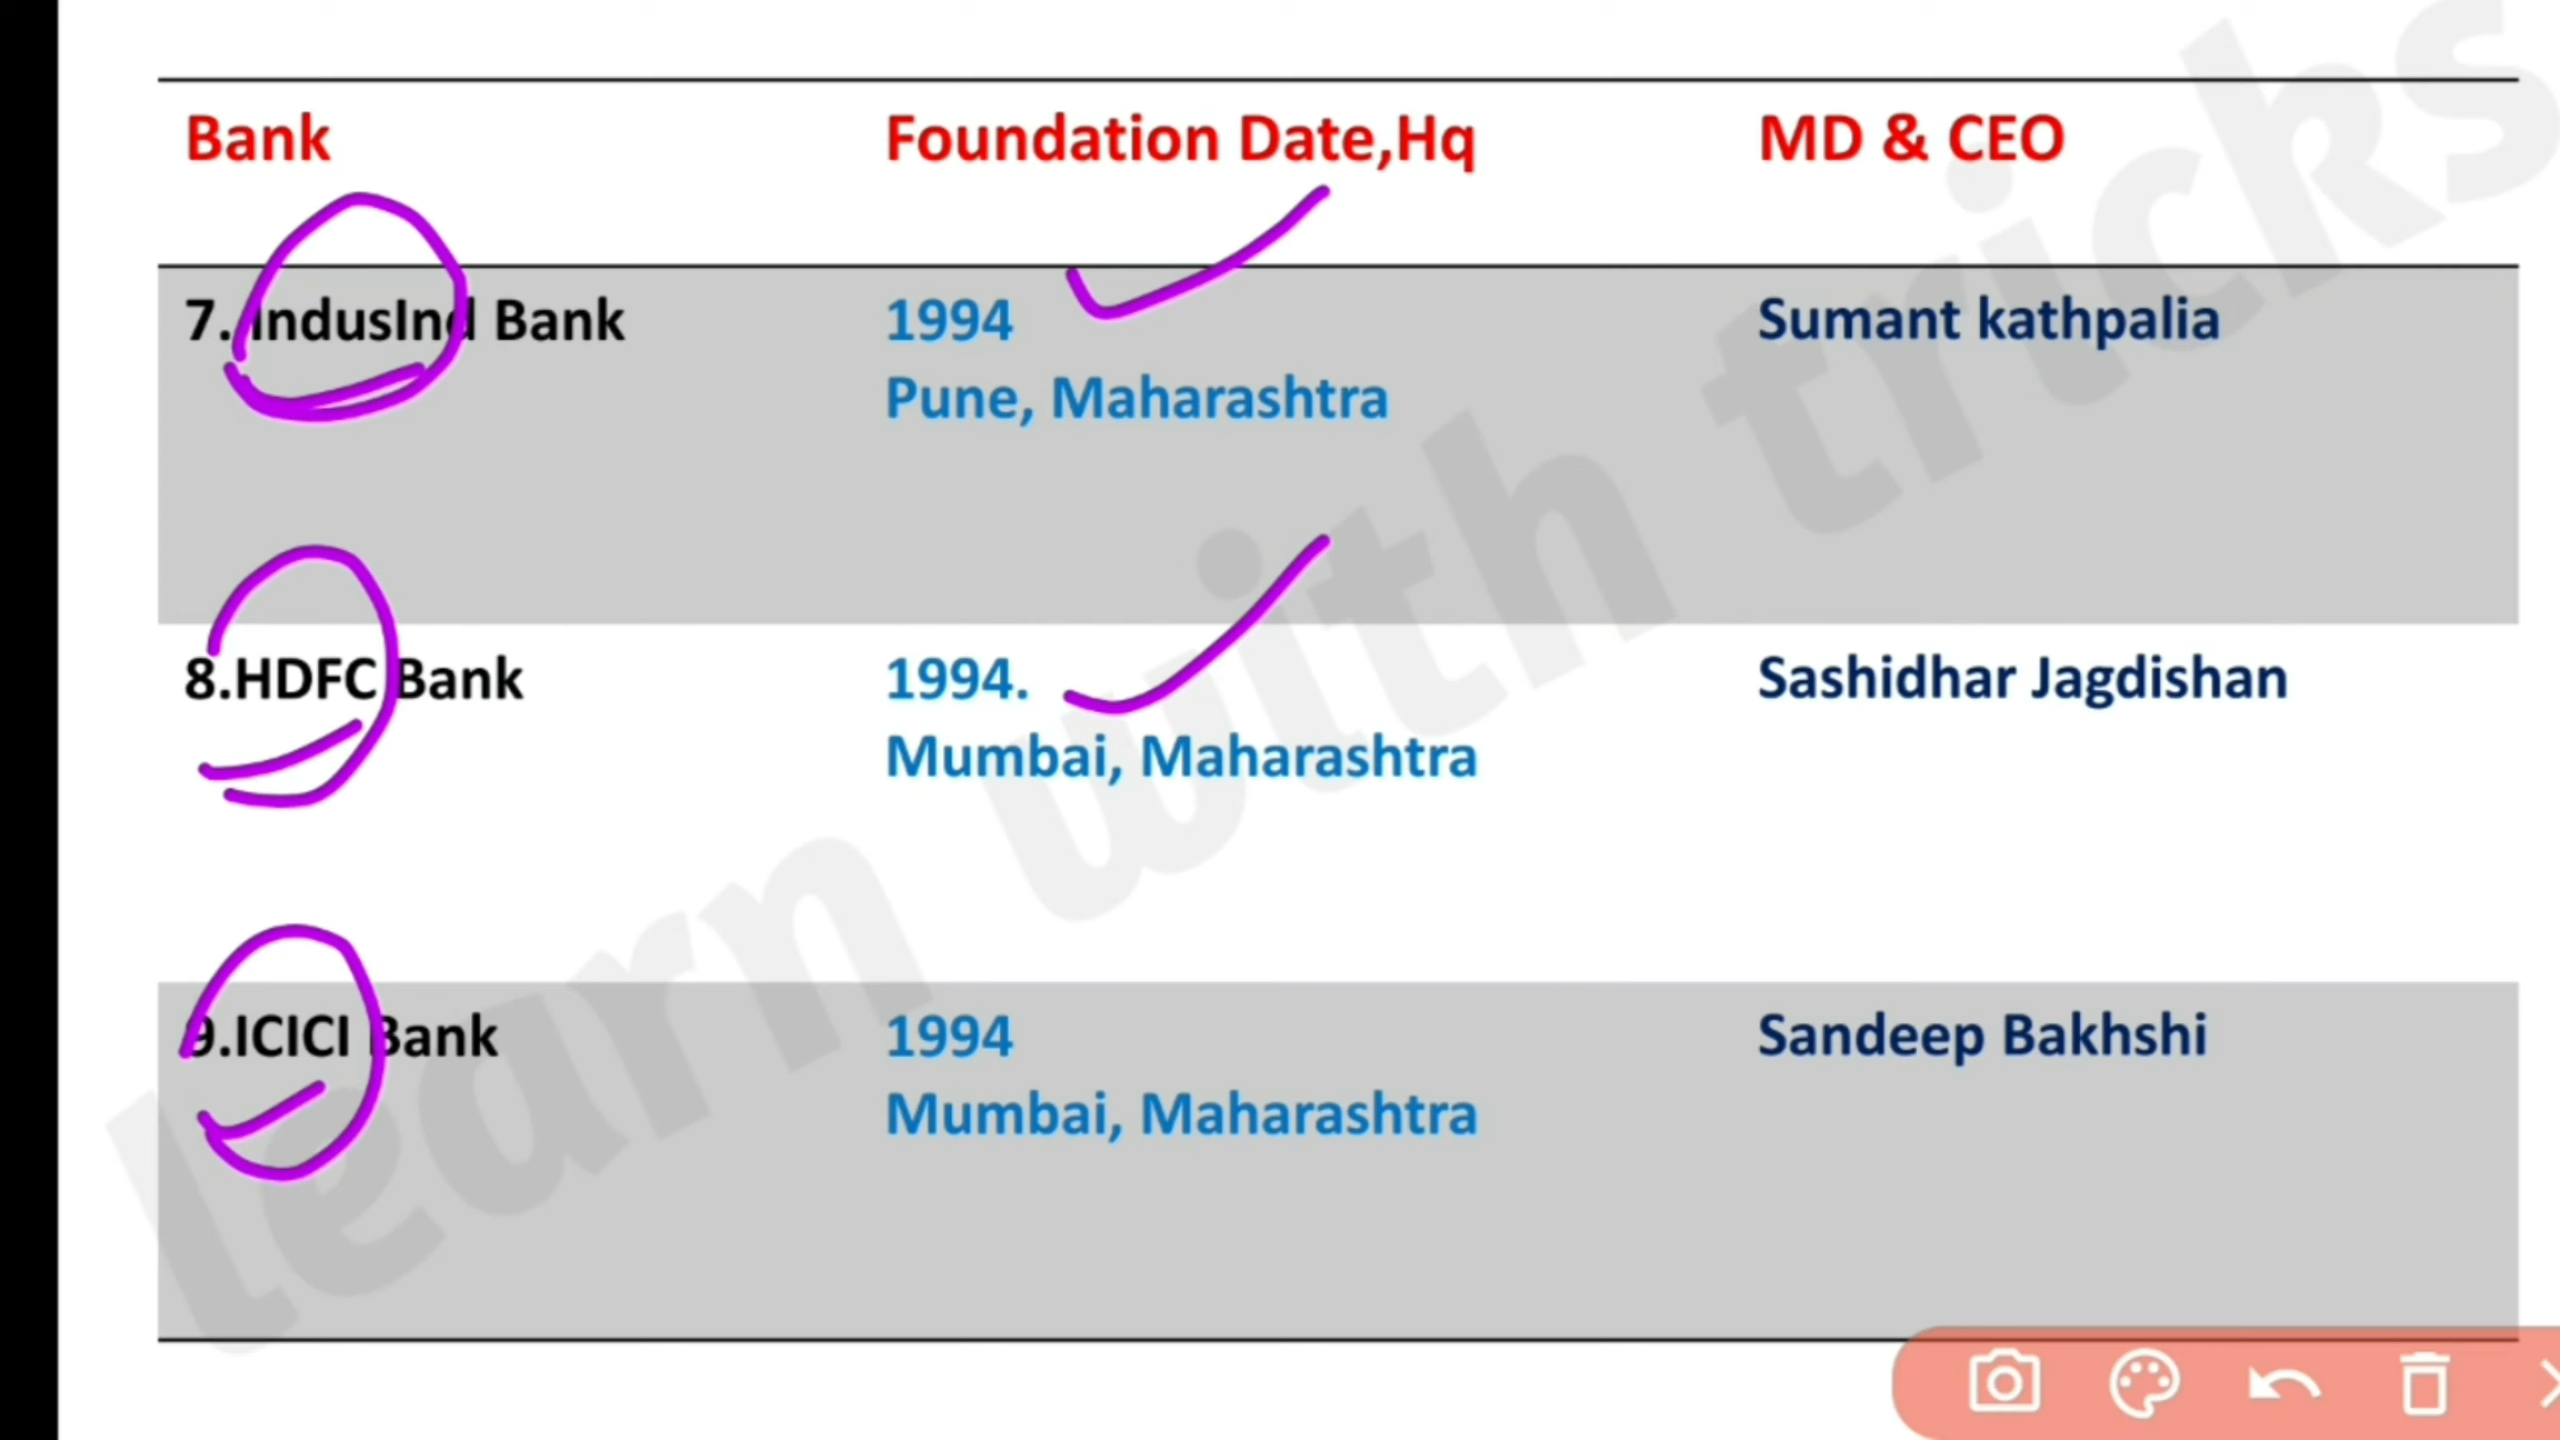 Bank Foundation Date,Hq MD & CEO
7. IndusInd Bank 1994 Sumant kathpalia
Pune, Maharashtra
8.HDFC Bank 1994. Sashidhar Jagdishan
Mumbai, Maharashtra
9.ICICI Bank 1994 Sandeep Bakhshi
Mumbai, Maharashtra
learn with tricks